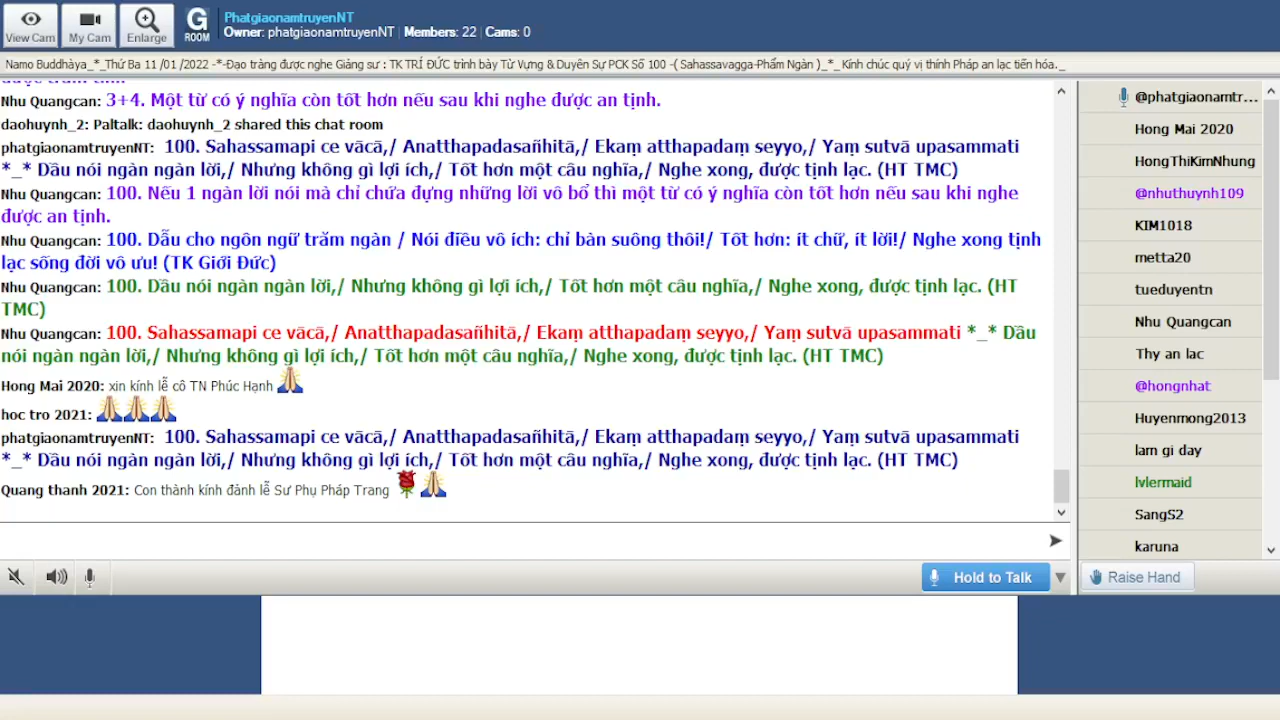 View Cam
My Cam
Enlarge
G
ROOM
PhatgiaonamtruyenNT
Owner: phatgiaonamtruyenNT | Members: 22 | Cams: 0
Namo Buddhàya_*_Thứ Ba 11 /01 /2022 -*-Đạo tràng được nghe Giảng sư : TK TRÍ ĐỨC trình bày Từ Vựng & Duyên Sự PCK Số 100 -( Sahassavagga-Phẩm Ngàn )_*_Kính chúc quý vị thính Pháp an lạc tiến hóa._
Nhu Quangcan: 3+4. Một từ có ý nghĩa còn tốt hơn nếu sau khi nghe được an tịnh.
daohuynh_2: Paltalk: daohuynh_2 shared this chat room
phatgiaonamtruyenNT: 100. Sahassamapi ce vācā,/ Anatthapadasañhitā,/ Ekaṃ atthapadaṃ seyyo,/ Yaṃ sutvā upasammati
*_* Dầu nói ngàn ngàn lời,/ Nhưng không gì lợi ích,/ Tốt hơn một câu nghĩa,/ Nghe xong, được tịnh lạc. (HT TMC)
Nhu Quangcan: 100. Nếu 1 ngàn lời nói mà chỉ chứa đựng những lời vô bổ thì một từ có ý nghĩa còn tốt hơn nếu sau khi nghe
được an tịnh.
Nhu Quangcan: 100. Dẫu cho ngôn ngữ trăm ngàn / Nói điều vô ích: chỉ bàn suông thôi!/ Tốt hơn: ít chữ, ít lời!/ Nghe xong tịnh
lạc sống đời vô ưu! (TK Giới Đức)
Nhu Quangcan: 100. Dầu nói ngàn ngàn lời,/ Nhưng không gì lợi ích,/ Tốt hơn một câu nghĩa,/ Nghe xong, được tịnh lạc. (HT
TMC)
Nhu Quangcan: 100. Sahassamapi ce vācā,/ Anatthapadasañhitā,/ Ekaṃ atthapadaṃ seyyo,/ Yaṃ sutvā upasammati *_* Dầu
nói ngàn ngàn lời,/ Nhưng không gì lợi ích,/ Tốt hơn một câu nghĩa,/ Nghe xong, được tịnh lạc. (HT TMC)
Hong Mai 2020: xin kính lễ cô TN Phúc Hạnh
hoc tro 2021:
phatgiaonamtruyenNT: 100. Sahassamapi ce vācā,/ Anatthapadasañhitā,/ Ekaṃ atthapadaṃ seyyo,/ Yaṃ sutvā upasammati
*_* Dầu nói ngàn ngàn lời,/ Nhưng không gì lợi ích,/ Tốt hơn một câu nghĩa,/ Nghe xong, được tịnh lạc. (HT TMC)
Quang thanh 2021: Con thành kính đảnh lễ Sư Phụ Pháp Trang
Hold to Talk
@phatgiaonamtr...
Hong Mai 2020
HongThiKimNhung
@nhuthuynh109
KIM1018
metta20
tueduyentn
Nhu Quangcan
Thy an lac
@hongnhat
Huyenmong2013
lam gi day
lvlermaid
SangS2
karuna
Raise Hand